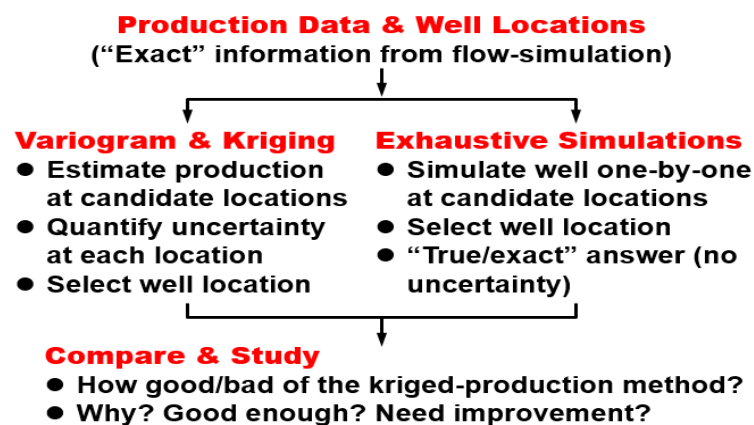 Production Data & Well Locations
(“Exact” information from flow-simulation)
Variogram & Kriging
● Estimate production
at candidate locations
● Quantify uncertainty
at each location
● Select well location
Exhaustive Simulations
● Simulate well one-by-one
at candidate locations
● Select well location
● “True/exact” answer (no
uncertainty)
Compare & Study
● How good/bad of the kriged-production method?
● Why? Good enough? Need improvement?